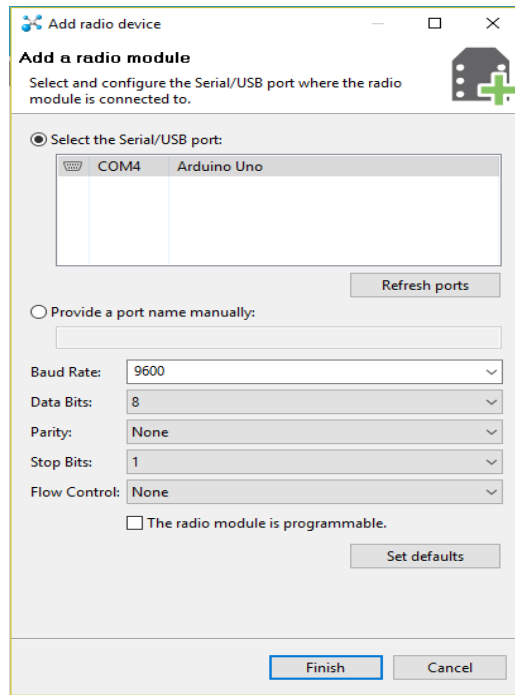 Add radio device
Add a radio module
Select and configure the Serial/USB port where the radio
module is connected to.
Select the Serial/USB port:
COM4 Arduino Uno
Refresh ports
Provide a port name manually:
Baud Rate: 9600
Data Bits: 8
Parity: None
Stop Bits: 1
Flow Control: None
The radio module is programmable.
Set defaults
Finish Cancel